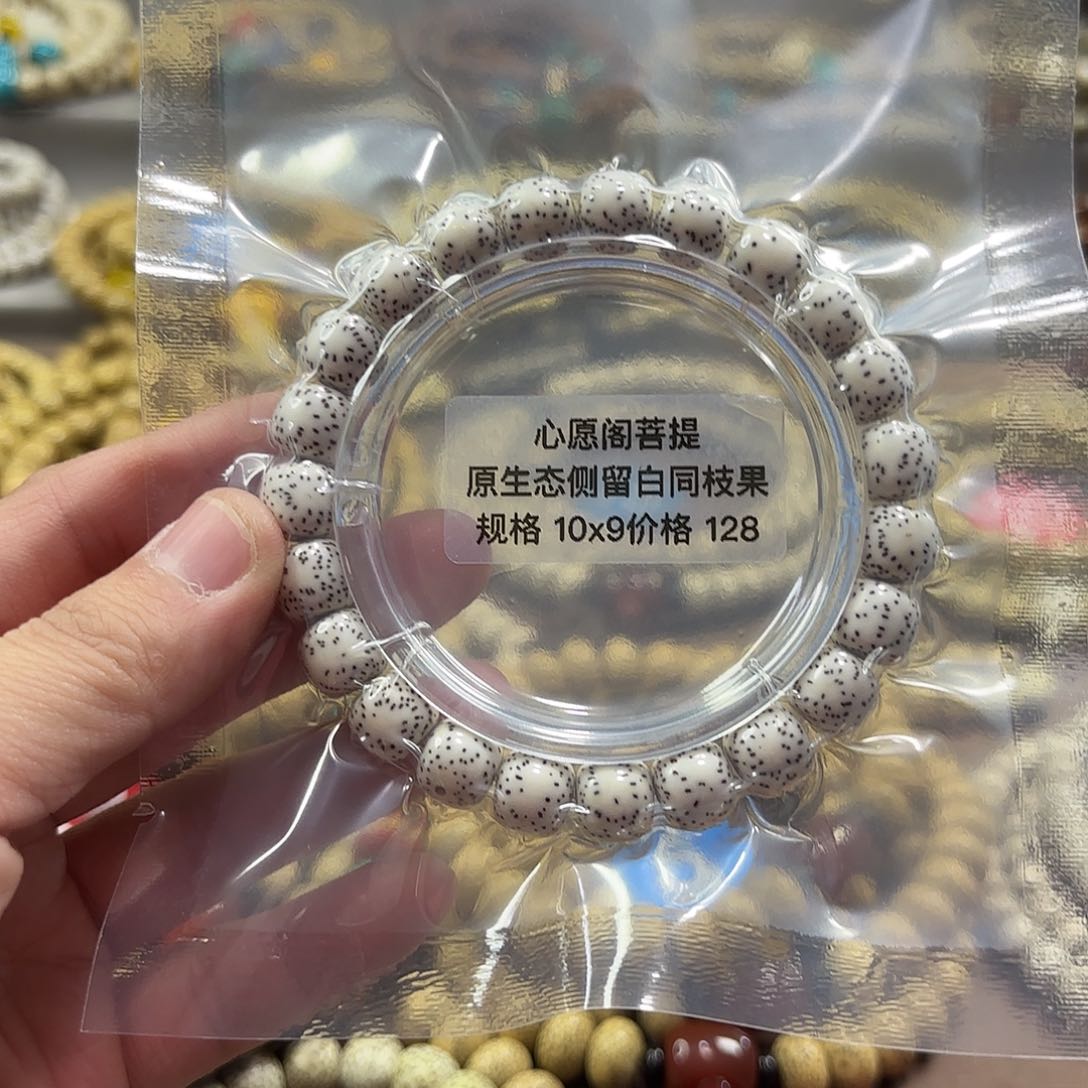 心愿阁菩提
原生态侧留白同枝果
规格 10x9价格 128